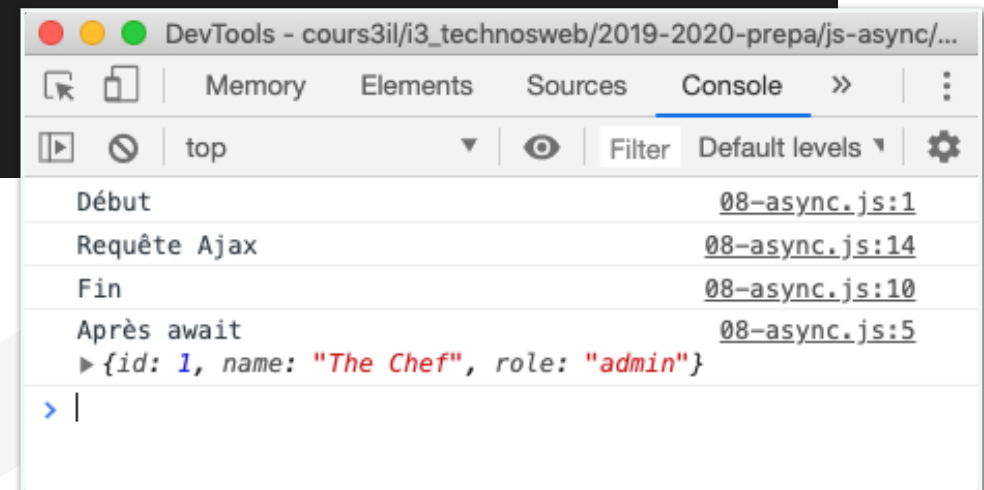 DevTools - cours3il/i3_technosweb/2019-2020-prepa/js-async/...
Memory Elements Sources Console »
top Filter Default levels
Début 08-async.js:1
Requête Ajax 08-async.js:14
Fin 08-async.js:10
Après await 08-async.js:5
▶ {id: 1, name: "The Chef", role: "admin"}
>